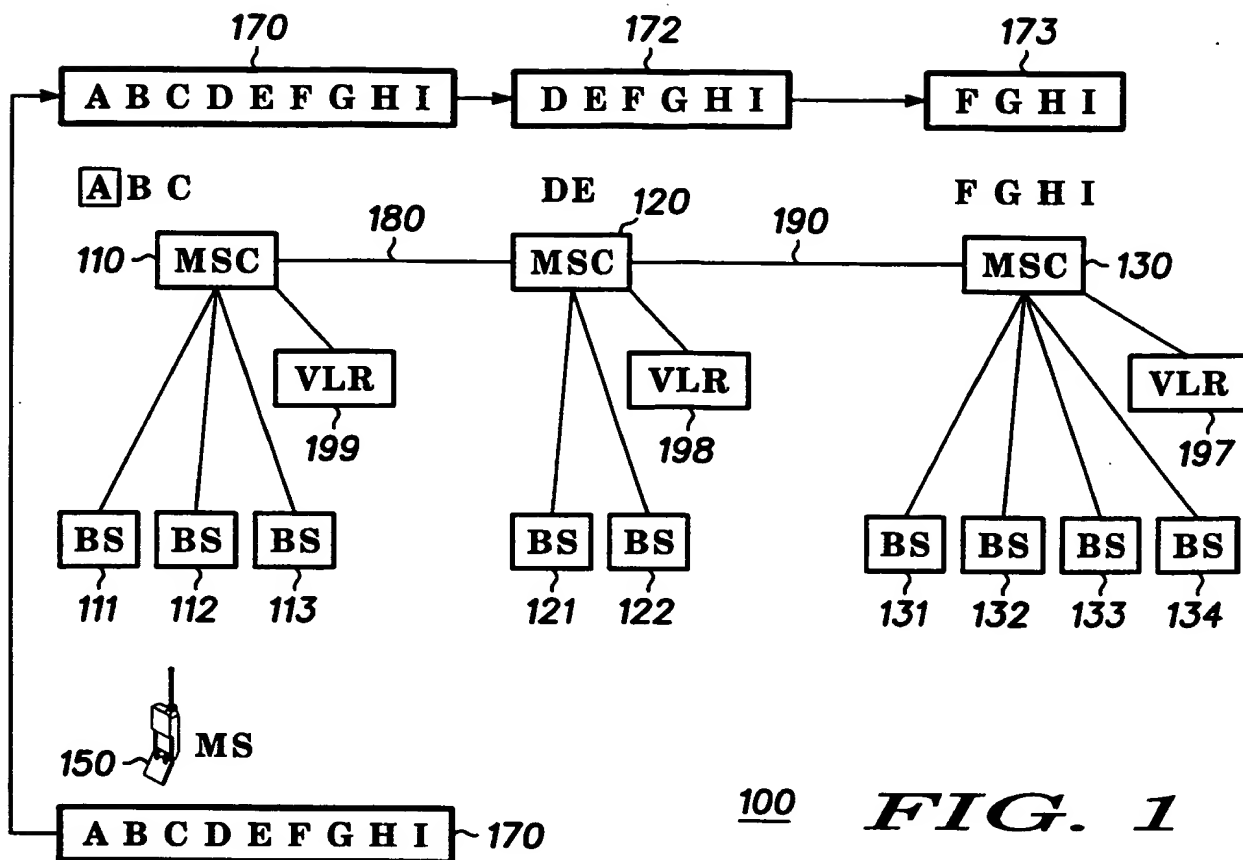 170 172 173
A B C D E F G H I D E F G H I F G H I
A B C DE F G H I
120
180 190
110 MSC MSC MSC 130
VLR VLR VLR
199 198 197
BS BS BS BS BS BS BS BS BS
111 112 113 121 122 131 132 133 134
MS
150
100 FIG. 1
A B C D E F G H I 170